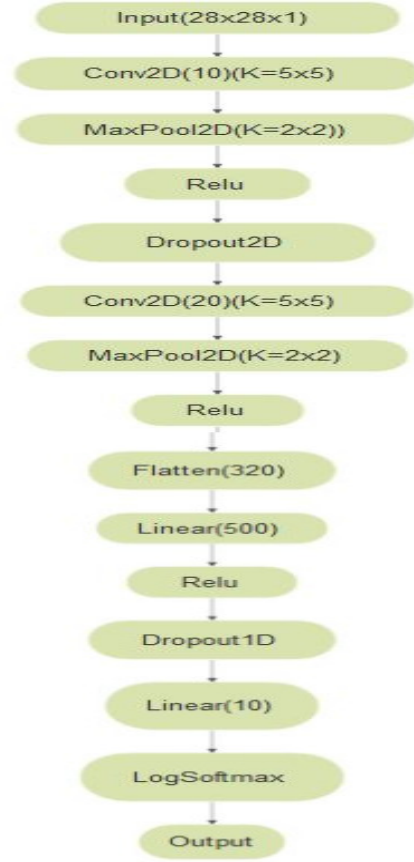 Input(28x28x1)
Conv2D(10)(K=5x5)
MaxPool2D(K=2x2))
Relu
Dropout2D
Conv2D(20)(K=5x5)
MaxPool2D(K=2x2)
Relu
Flatten(320)
Linear(500)
Relu
Dropout1D
Linear(10)
LogSoftmax
Output